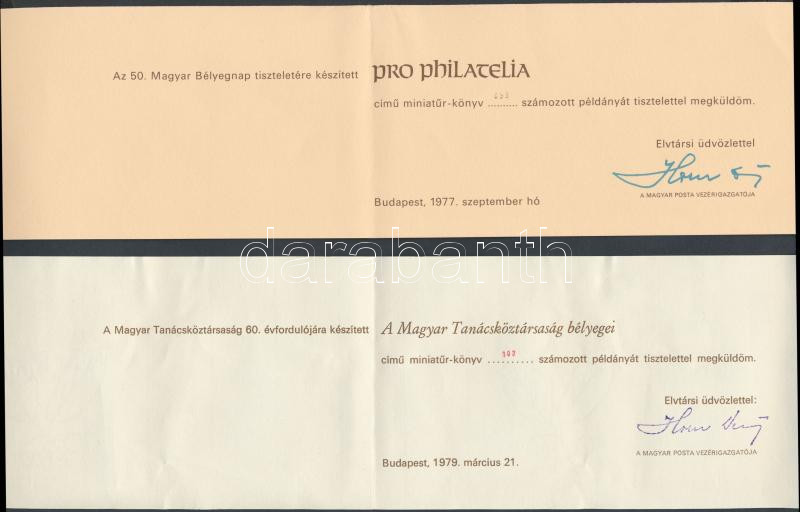 Az 50. Magyar Bélyegnap tiszteletére készített PRO PHILATELIA
című miniatűr-könyv .......... számozott példányát tisztelettel megküldöm.
Elvtársi üdvözlettel
A MAGYAR POSTA VEZÉRIGAZGATÓJA
Budapest, 1977. szeptember hó
darabanth
A Magyar Tanácsköztársaság 60. évfordulójára készített A Magyar Tanácsköztársaság bélyegei
című miniatűr-könyv .......... számozott példányát tisztelettel megküldöm.
Elvtársi üdvözlettel:
A MAGYAR POSTA VEZÉRIGAZGATÓJA
Budapest, 1979. március 21.